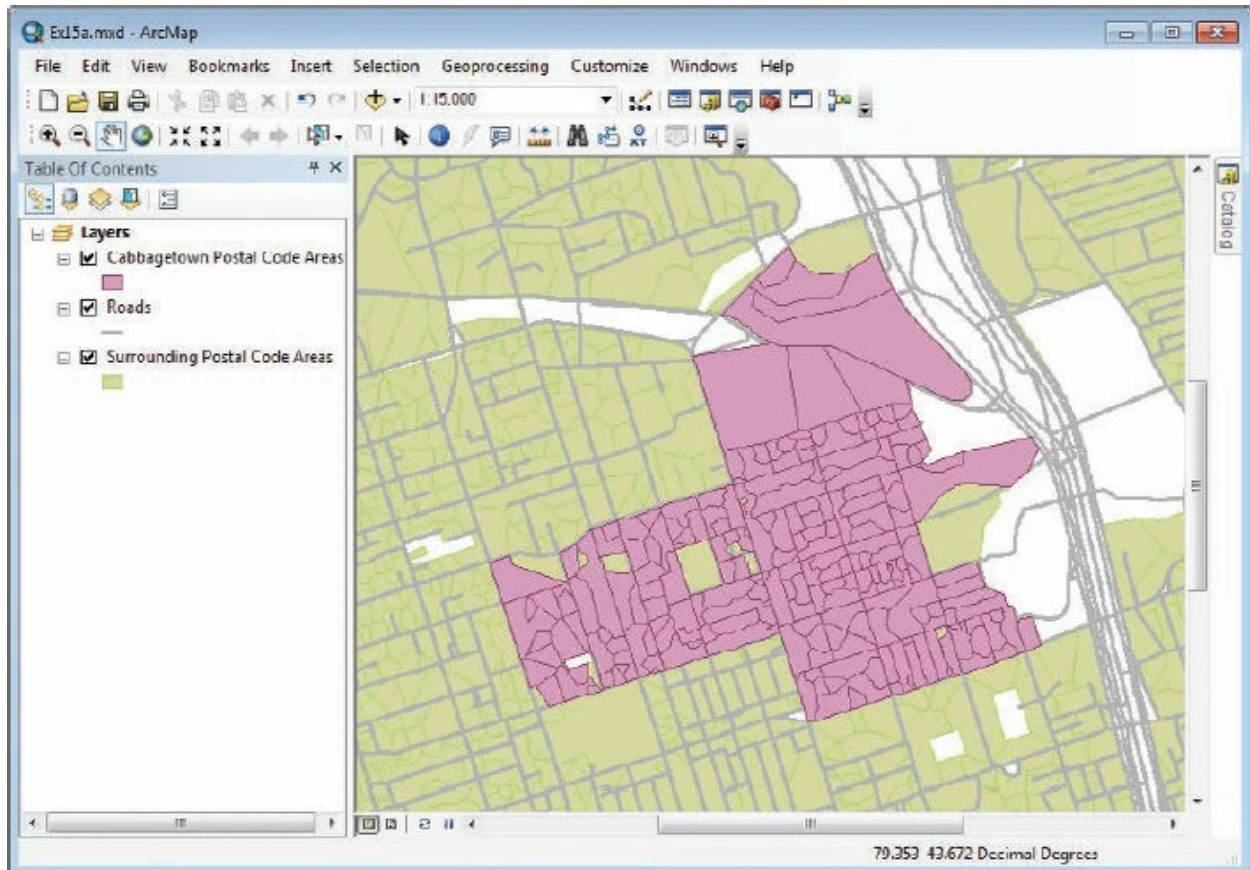 Ex15a.mxd - ArcMap
File Edit View Bookmarks Insert Selection Geoprocessing Customize Windows Help
1:15,000
Table Of Contents
Layers
Cabbagetown Postal Code Areas
Roads
Surrounding Postal Code Areas
Catalog
79.353 43.672 Decimal Degrees